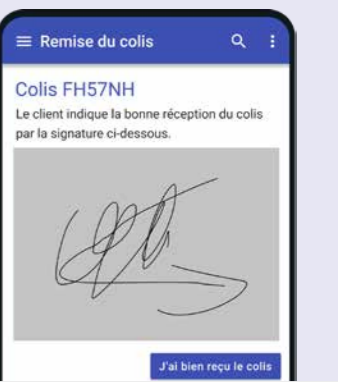 Remise du colis
Colis FH57NH
Le client indique la bonne réception du colis
par la signature ci-dessous.
J'ai bien reçu le colis